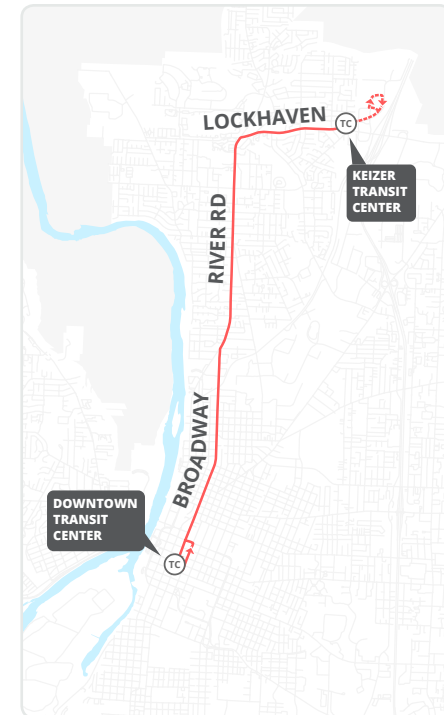 LOCKHAVEN
TC
KEIZER
TRANSIT
CENTER
RIVER RD
BROADWAY
DOWNTOWN
TRANSIT
CENTER
TC